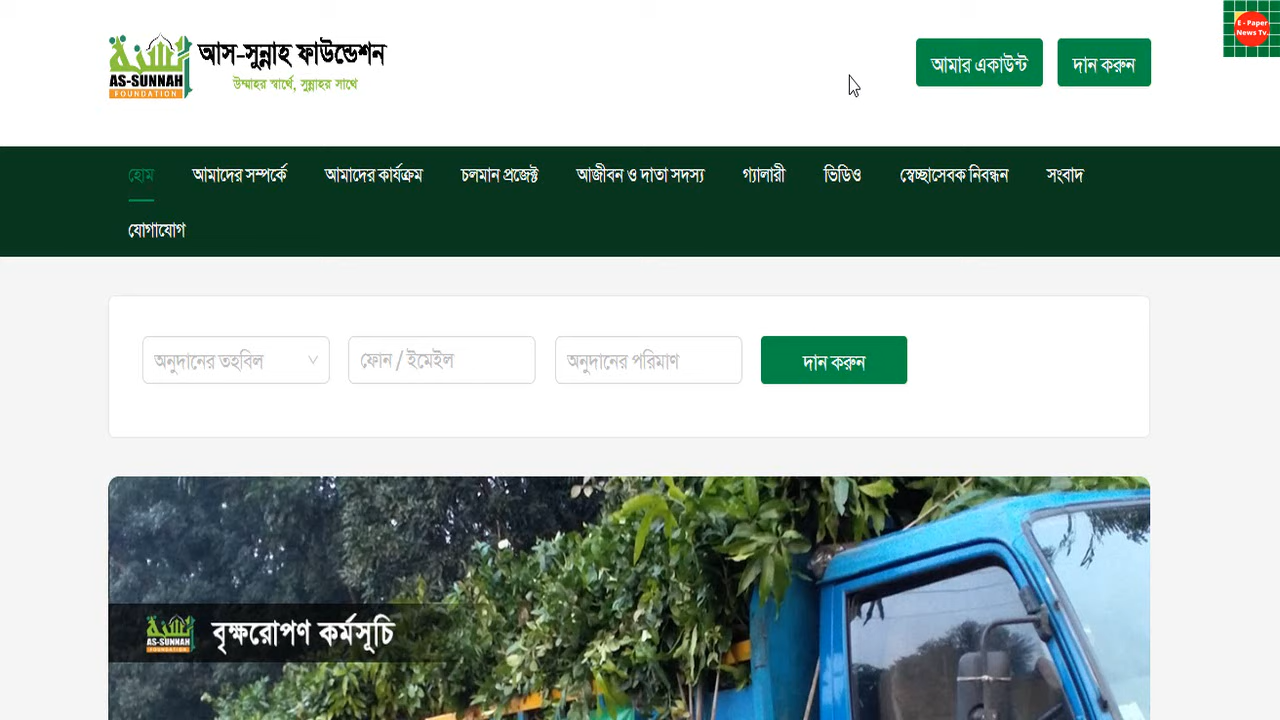 আস-সুন্নাহ ফাউন্ডেশন
উম্মাহর স্বার্থে, সুন্নাহর সাথে
AS-SUNNAH
FOUNDATION
আমার একাউন্ট
দান করুন
E - Paper
News Tv.
হোম
আমাদের সম্পর্কে
আমাদের কার্যক্রম
চলমান প্রজেক্ট
আজীবন ও দাতা সদস্য
গ্যালারী
ভিডিও
স্বেচ্ছাসেবক নিবন্ধন
সংবাদ
যোগাযোগ
অনুদানের তহবিল
ফোন / ইমেইল
অনুদানের পরিমাণ
দান করুন
AS-SUNNAH
বৃক্ষরোপণ কর্মসূচি